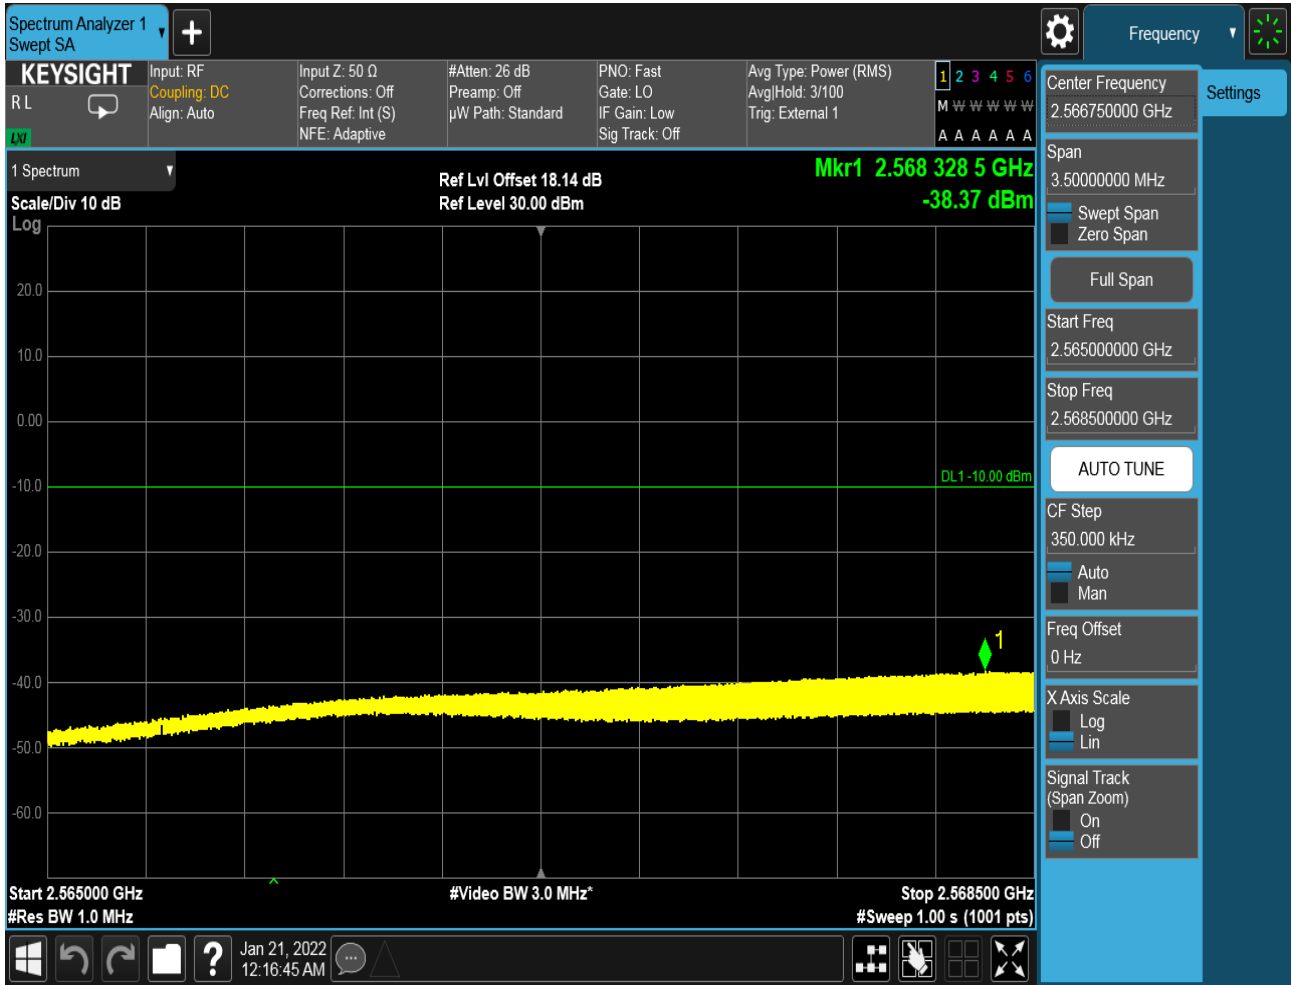 Spectrum Analyzer 1
Swept SA
Frequency
KEYSIGHT
R L
LXI
Input: RF
Coupling: DC
Align: Auto
Input Z: 50 Ω
Corrections: Off
Freq Ref: Int (S)
NFE: Adaptive
#Atten: 26 dB
Preamp: Off
µW Path: Standard
PNO: Fast
Gate: LO
IF Gain: Low
Sig Track: Off
Avg Type: Power (RMS)
Avg|Hold: 3/100
Trig: External 1
1 2 3 4 5 6
M W W W W W
A A A A A A
1 Spectrum
Scale/Div 10 dB
Log
Ref Lvl Offset 18.14 dB
Ref Level 30.00 dBm
Mkr1 2.568 328 5 GHz
-38.37 dBm
20.0
10.0
0.00
-10.0
-20.0
-30.0
-40.0
-50.0
-60.0
DL1 -10.00 dBm
1
Start 2.565000 GHz
#Res BW 1.0 MHz
#Video BW 3.0 MHz*
Stop 2.568500 GHz
#Sweep 1.00 s (1001 pts)
Jan 21, 2022
12:16:45 AM
Center Frequency
2.566750000 GHz
Settings
Span
3.50000000 MHz
Swept Span
Zero Span
Full Span
Start Freq
2.565000000 GHz
Stop Freq
2.568500000 GHz
AUTO TUNE
CF Step
350.000 kHz
Auto
Man
Freq Offset
0 Hz
X Axis Scale
Log
Lin
Signal Track
(Span Zoom)
On
Off